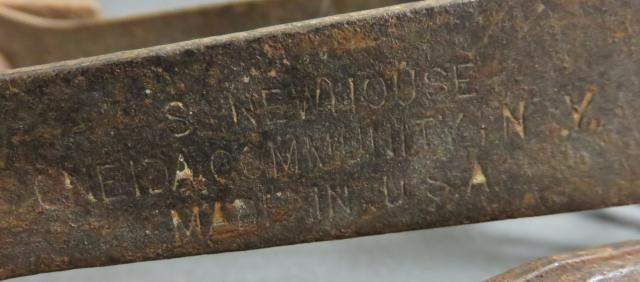 S. NEWHOUSE
ONEIDA COMMUNITY, N.Y.
MADE IN U.S.A